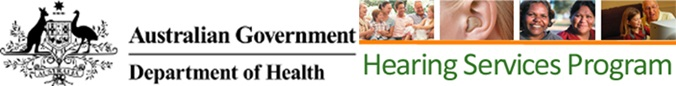 Australian Government
Department of Health
Hearing Services Program